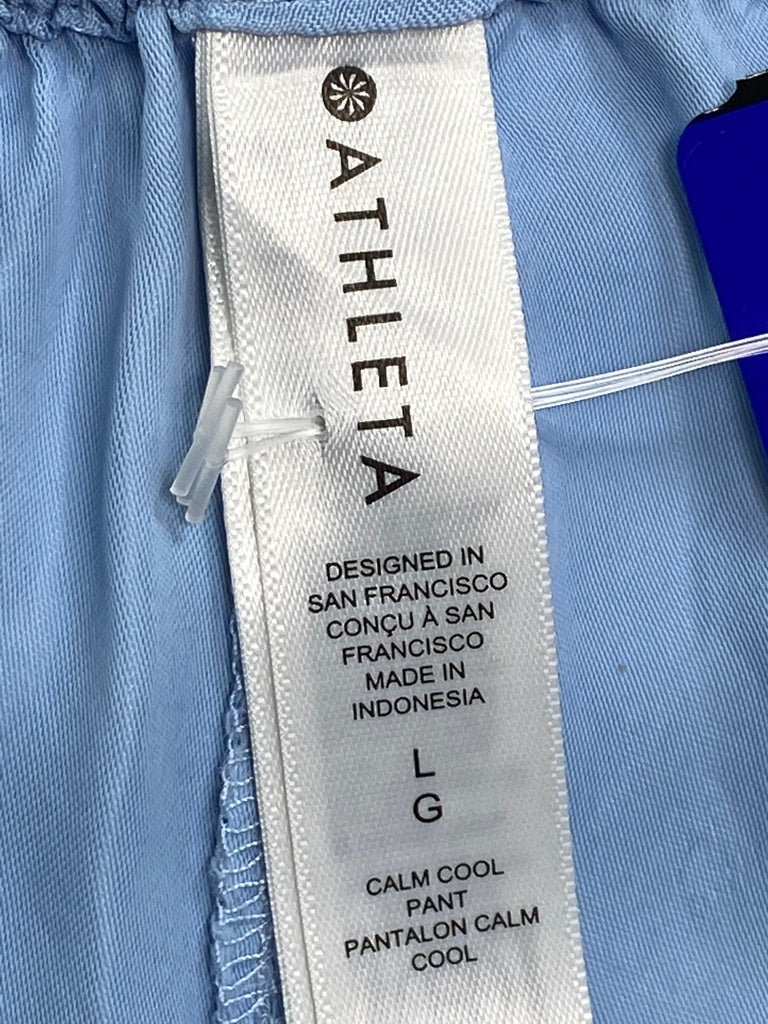 ATHLETA
DESIGNED IN
SAN FRANCISCO
CONÇU À SAN
FRANCISCO
MADE IN
INDONESIA
L
G
CALM COOL
PANT
PANTALON CALM
COOL